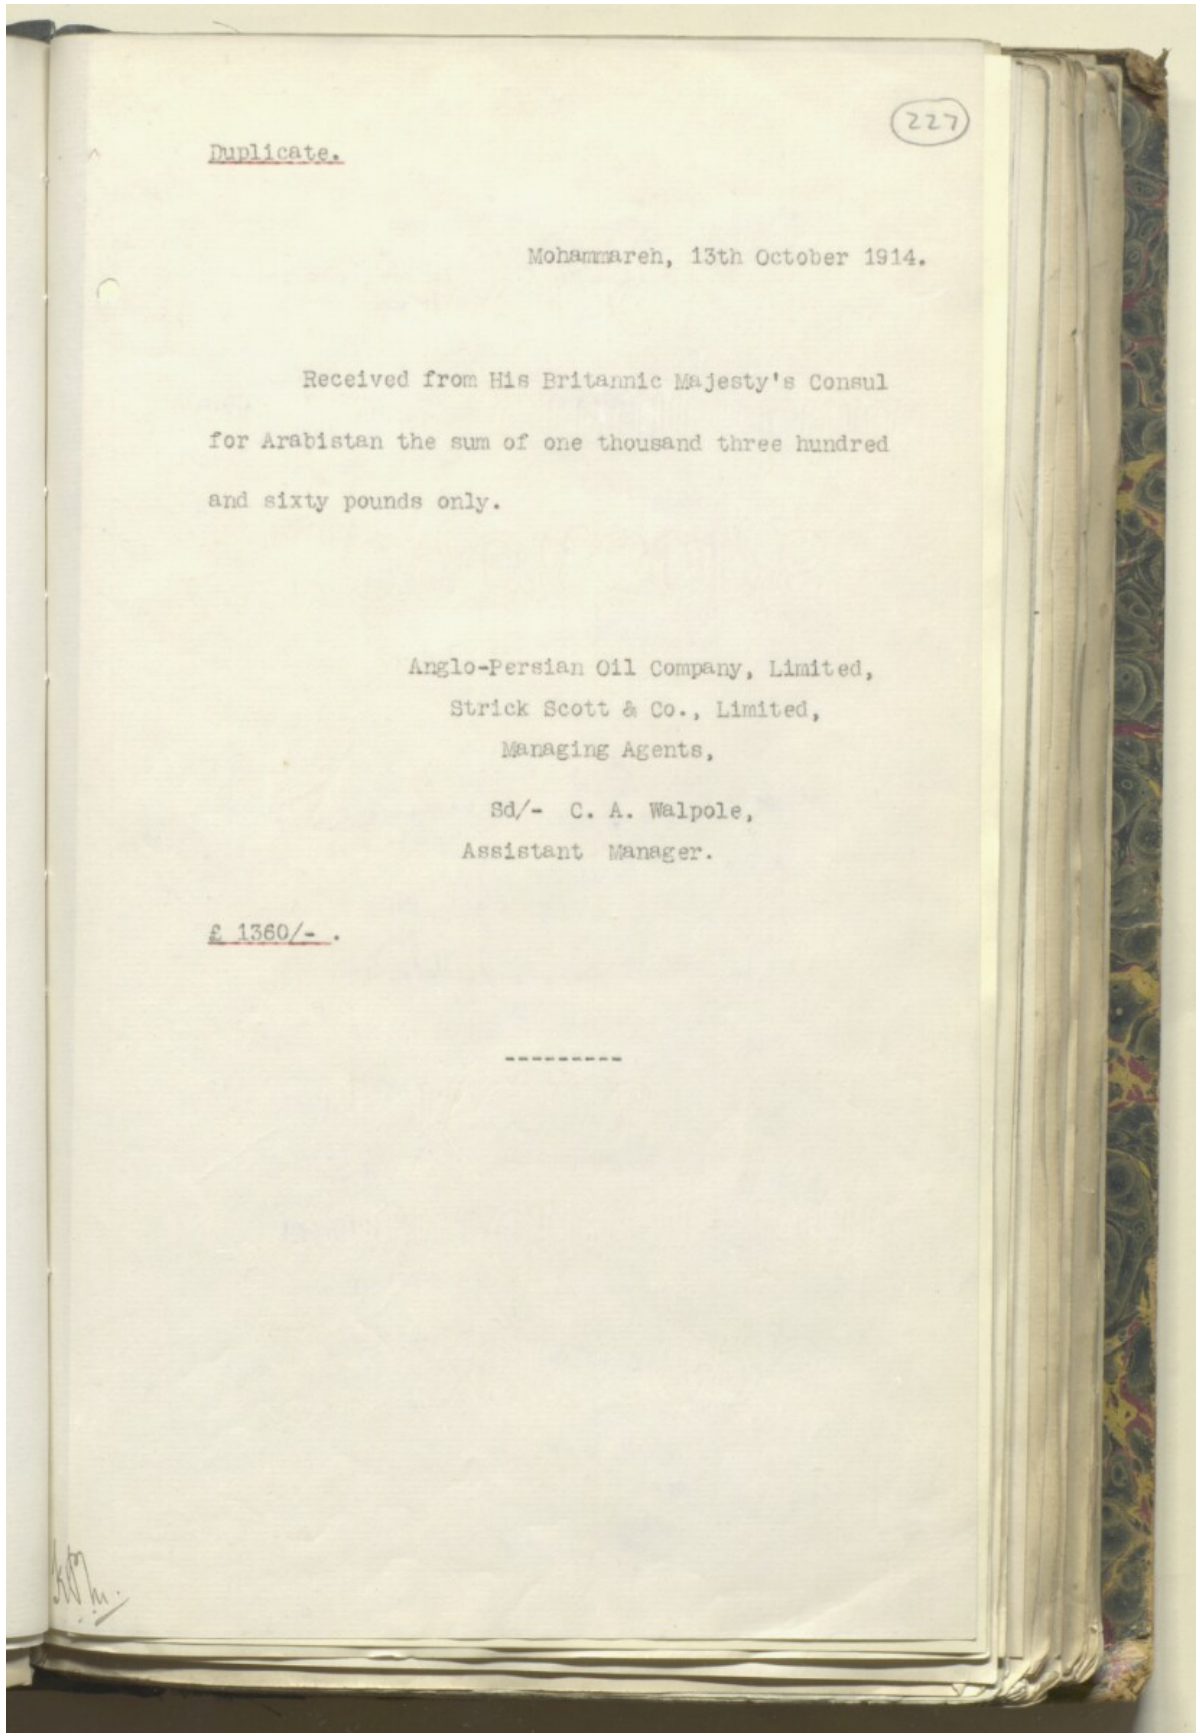 227
Duplicate.
Mohammareh, 13th October 1914.
Received from His Britannic Majesty's Consul
for Arabistan the sum of one thousand three hundred
and sixty pounds only.
Anglo-Persian Oil Company, Limited,
Strick Scott & Co., Limited,
Managing Agents,
Sd/- C. A. Walpole,
Assistant Manager.
£ 1360/- .
---------